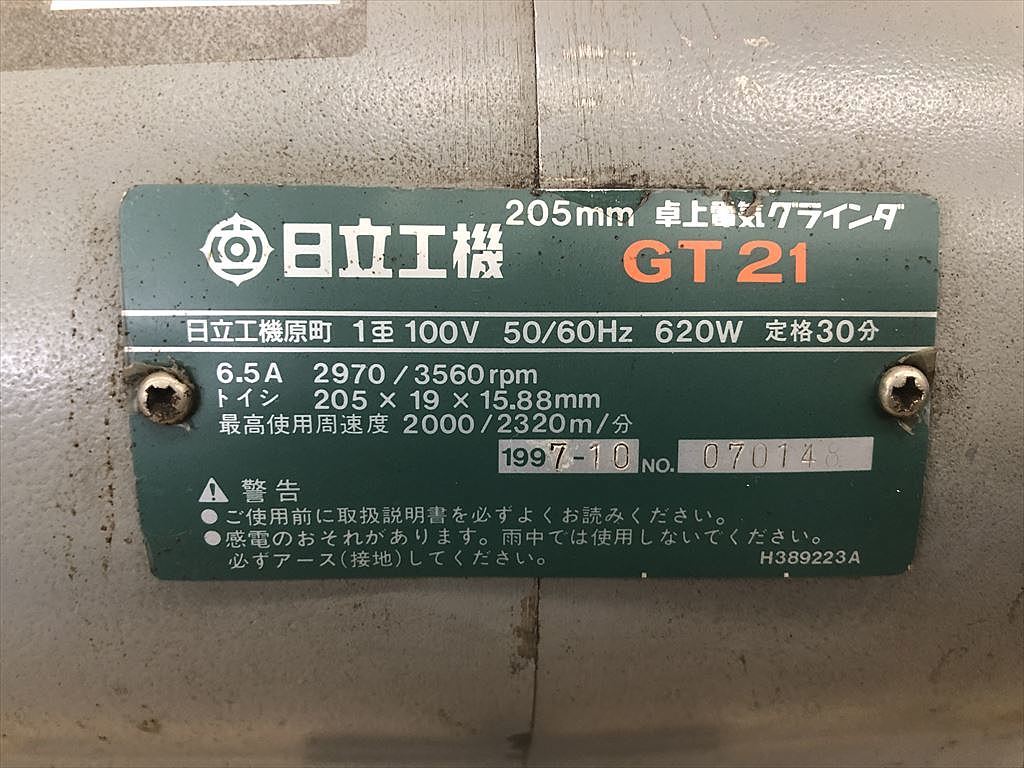 205mm 卓上電気グラインダ
日立工機 GT 21
日立工機原町 1亜 100V 50/60Hz 620W 定格30分
6.5A 2970/3560rpm
トイシ 205×19×15.88mm
最高使用周速度 2000/2320m/分
1997-10 NO. 070148
警告
●ご使用前に取扱説明書を必ずよくお読みください。
●感電のおそれがあります。雨中では使用しないでください。
必ずアース(接地)してください。
H389223A